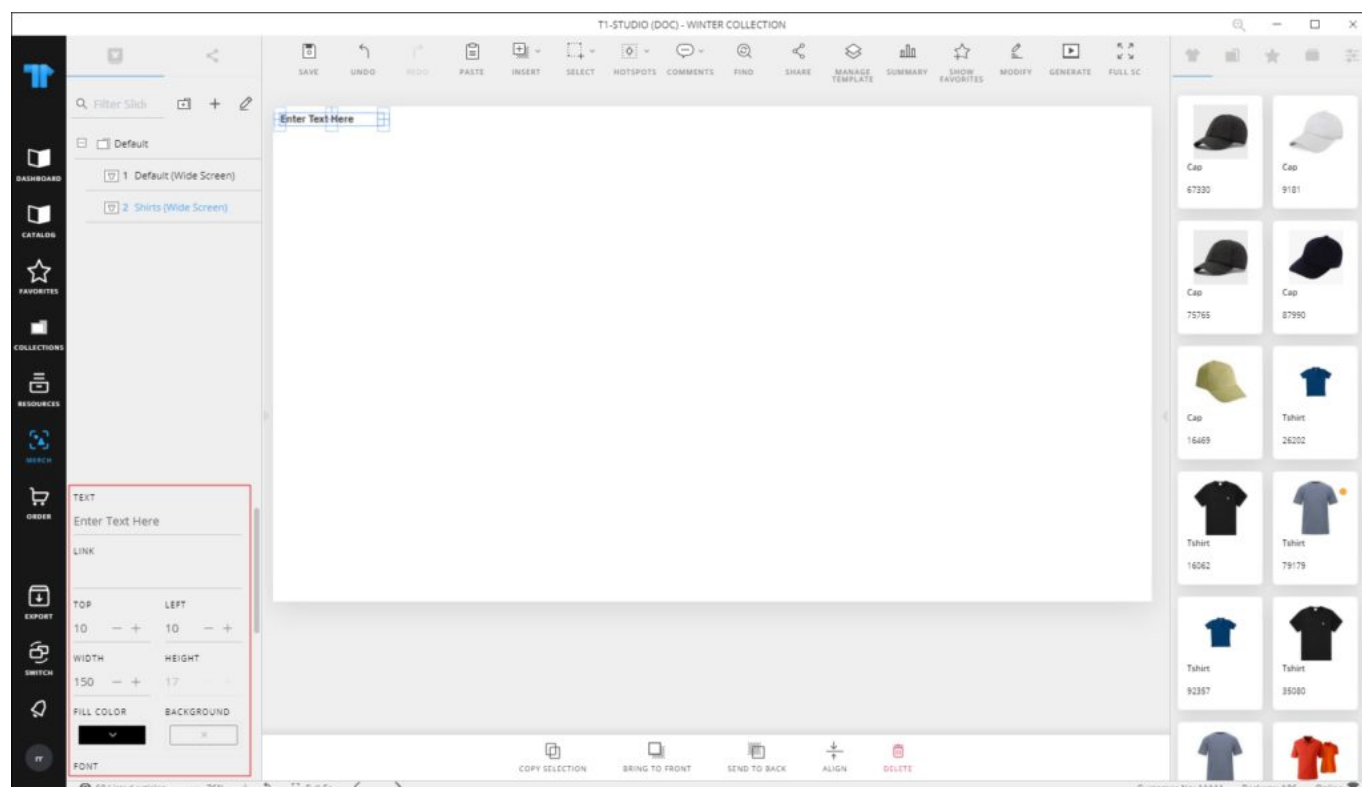 T1-STUDIO (DOC) - WINTER COLLECTION
SAVE UNDO REDO PASTE INSERT SELECT HOTSPOTS COMMENTS FIND SHARE MANAGE TEMPLATE SUMMARY SHOW FAVORITES MODIFY GENERATE FULL SC
DASHBOARD
CATALOG
FAVORITES
COLLECTIONS
RESOURCES
MERCH
ORDER
EXPORT
SWITCH
IT
Filter Slid
Default
1 Default (Wide Screen)
2 Shirts (Wide Screen)
TEXT
Enter Text Here
LINK
TOP LEFT
10 10
WIDTH HEIGHT
150 17
FILL COLOR BACKGROUND
FONT
Enter Text Here
COPY SELECTION BRING TO FRONT SEND TO BACK ALIGN DELETE
Cap Cap
67330 9181
Cap Cap
75765 87990
Cap Tshirt
16469 26202
Tshirt Tshirt
16062 79179
Tshirt Tshirt
92357 35080